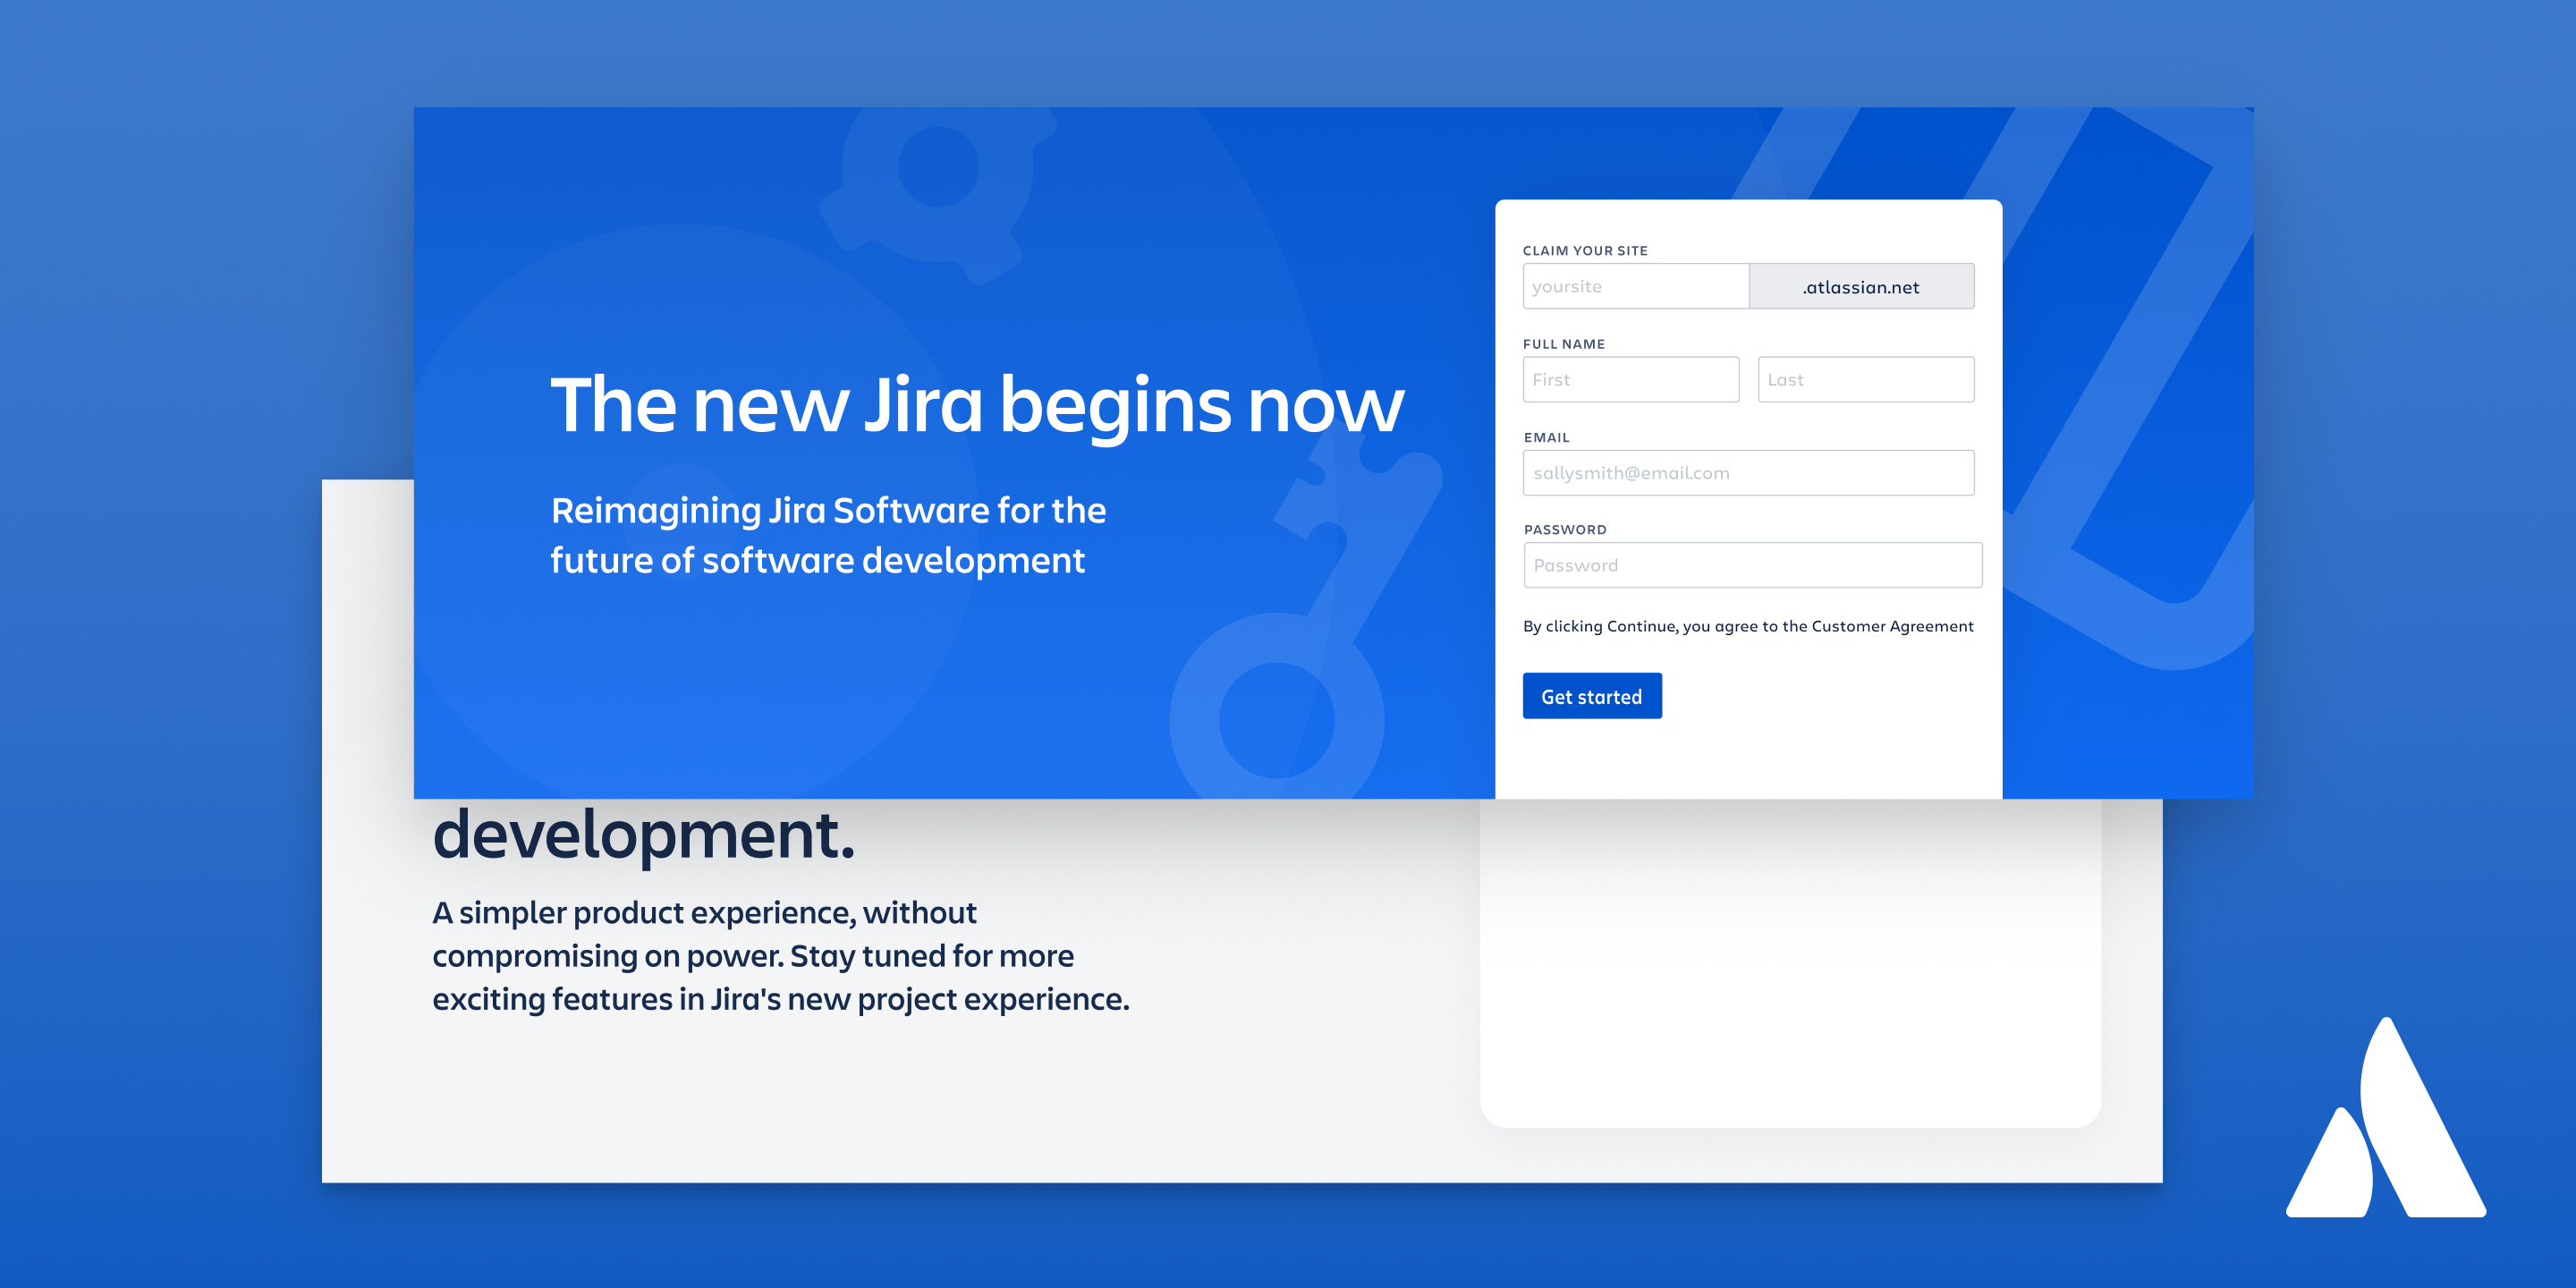 The new Jira begins now
Reimagining Jira Software for the
future of software development
CLAIM YOUR SITE
yoursite
.atlassian.net
FULL NAME
First
Last
EMAIL
sallysmith@email.com
PASSWORD
Password
By clicking Continue, you agree to the Customer Agreement
Get started
development.
A simpler product experience, without
compromising on power. Stay tuned for more
exciting features in Jira's new project experience.